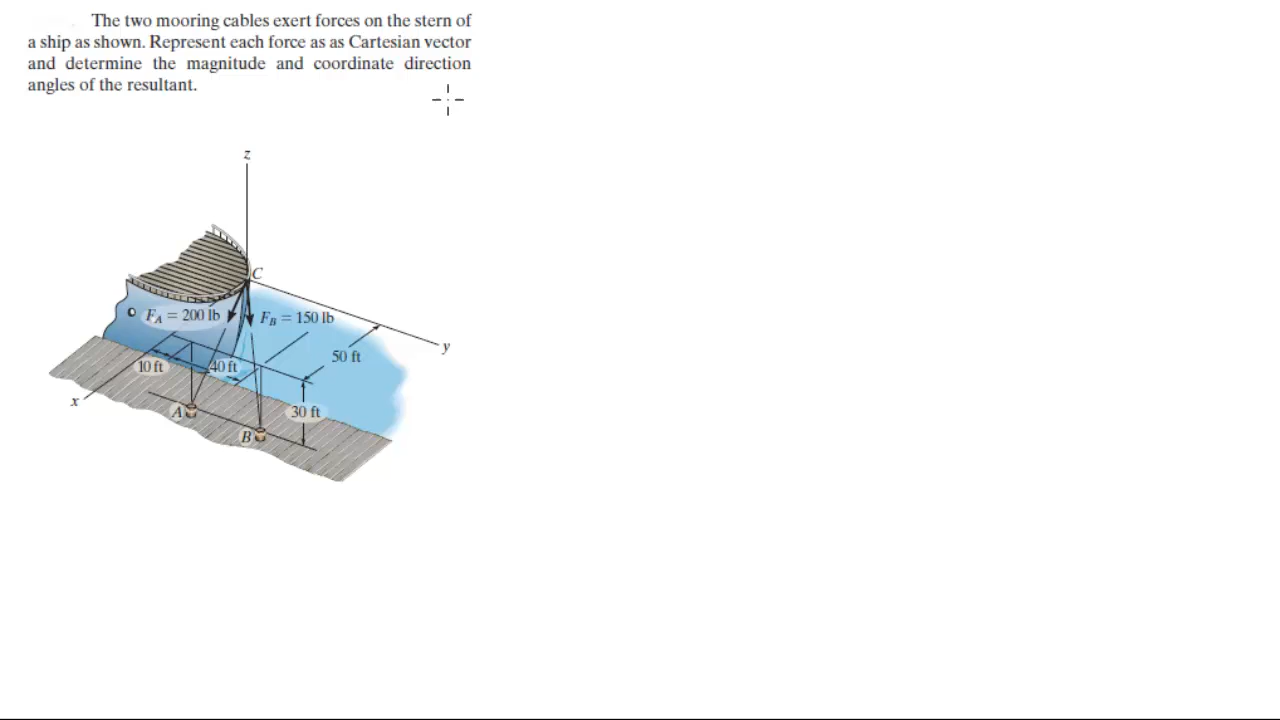 The two mooring cables exert forces on the stern of
a ship as shown. Represent each force as as Cartesian vector
and determine the magnitude and coordinate direction
angles of the resultant.
z
C
F_A = 200 lb
F_B = 150 lb
y
50 ft
10 ft
40 ft
x
A
30 ft
B